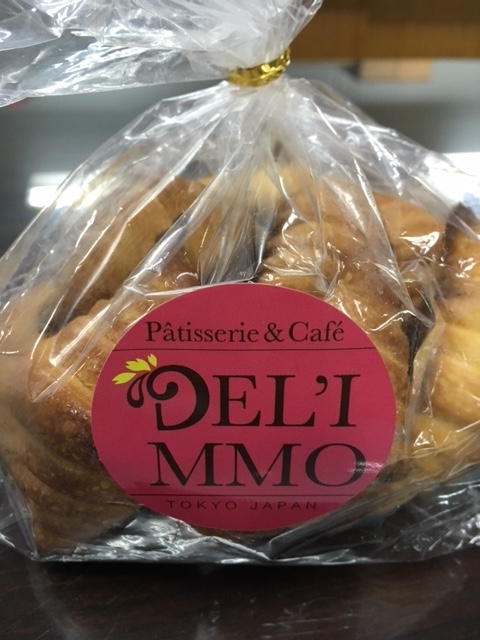 Pâtisserie & Café
DEL'I
MMO
TOKYO JAPAN